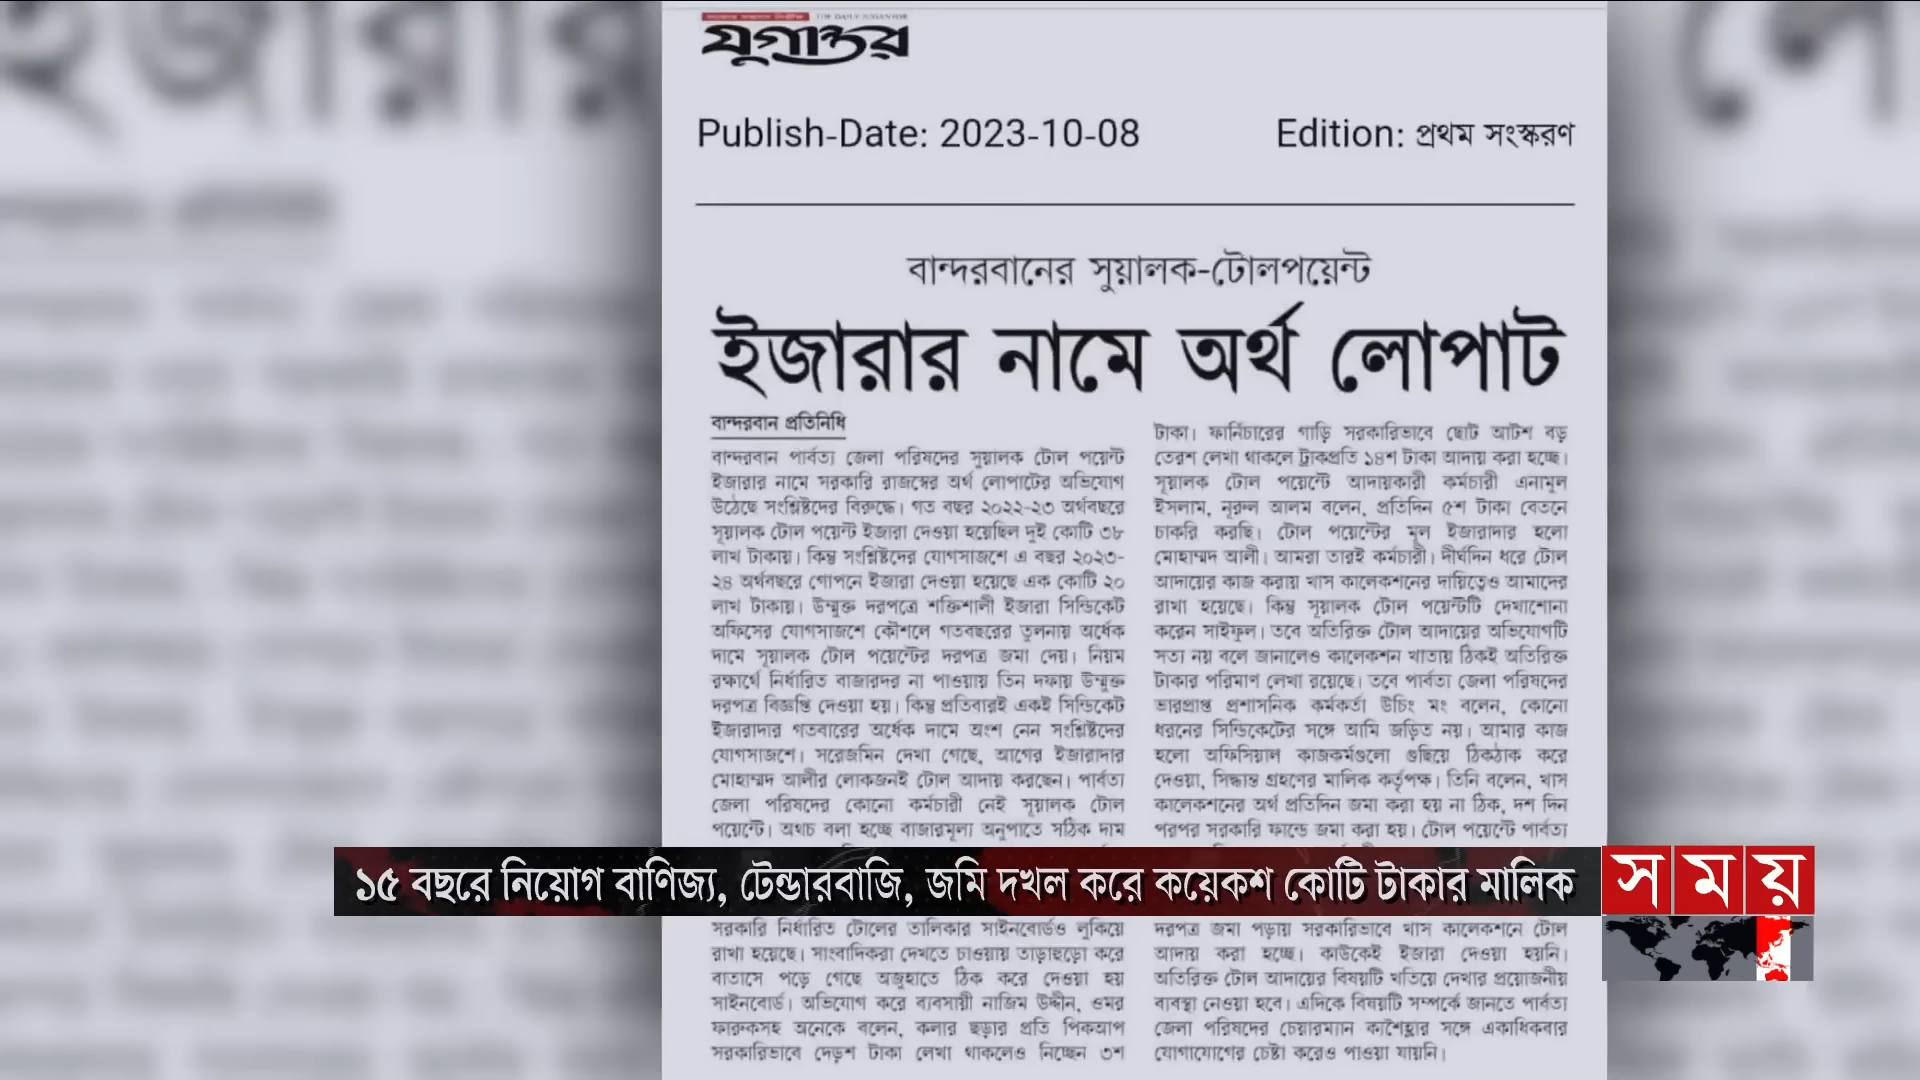 THE DAILY JUGANTOR
যুগান্তর
Publish-Date: 2023-10-08
Edition: প্রথম সংস্করণ
বান্দরবানের সুয়ালক-টোলপয়েন্ট
ইজারার নামে অর্থ লোপাট
বান্দরবান প্রতিনিধি
বান্দরবান পার্বত্য জেলা পরিষদের সুয়ালক টোল পয়েন্ট
ইজারার নামে সরকারি রাজস্বের অর্থ লোপাটের অভিযোগ
উঠেছে সংশ্লিষ্টদের বিরুদ্ধে। গত বছর ২০২২-২৩ অর্থবছরে
সূয়ালক টোল পয়েন্ট ইজারা দেওয়া হয়েছিল দুই কোটি ৩৮
লাখ টাকায়। কিন্তু সংশ্লিষ্টদের যোগসাজশে এ বছর ২০২৩-
২৪ অর্থবছরে গোপনে ইজারা দেওয়া হয়েছে এক কোটি ২০
লাখ টাকায়। উন্মুক্ত দরপত্রে শক্তিশালী ইজারা সিন্ডিকেট
অফিসের যোগসাজশে কৌশলে গতবছরের তুলনায় অর্ধেক
দামে সূয়ালক টোল পয়েন্টের দরপত্র জমা দেয়। নিয়ম
রক্ষার্থে নির্ধারিত বাজারদর না পাওয়ায় তিন দফায় উন্মুক্ত
দরপত্র বিজ্ঞপ্তি দেওয়া হয়। কিন্তু প্রতিবারই একই সিন্ডিকেট
ইজারাদার গতবারের অর্ধেক দামে অংশ নেন সংশ্লিষ্টদের
যোগসাজশে। সরেজমিন দেখা গেছে, আগের ইজারাদার
মোহাম্মদ আলীর লোকজনই টোল আদায় করছেন। পার্বত্য
জেলা পরিষদের কোনো কর্মচারী নেই সূয়ালক টোল
পয়েন্টে। অথচ বলা হচ্ছে বাজারমূল্য অনুপাতে সঠিক দাম
সরকারি নির্ধারিত টোলের তালিকার সাইনবোর্ডও লুকিয়ে
রাখা হয়েছে। সাংবাদিকরা দেখতে চাওয়ায় তাড়াহুড়ো করে
বাতাসে পড়ে গেছে অজুহাতে ঠিক করে দেওয়া হয়
সাইনবোর্ড। অভিযোগ করে ব্যবসায়ী নাজিম উদ্দীন, ওমর
ফারুকসহ অনেকে বলেন, কলার ছড়ার প্রতি পিকআপ
সরকারিভাবে দেড়শ টাকা লেখা থাকলেও নিচ্ছেন ৩শ
টাকা। ফার্নিচারের গাড়ি সরকারিভাবে ছোট আটশ বড়
তেরশ লেখা থাকলে ট্রাকপ্রতি ১৪শ টাকা আদায় করা হচ্ছে।
সূয়ালক টোল পয়েন্টে আদায়কারী কর্মচারী এনামুল
ইসলাম, নূরুল আলম বলেন, প্রতিদিন ৫শ টাকা বেতনে
চাকরি করছি। টোল পয়েন্টের মূল ইজারাদার হলো
মোহাম্মদ আলী। আমরা তারই কর্মচারী। দীর্ঘদিন ধরে টোল
আদায়ের কাজ করায় খাস কালেকশনের দায়িত্বেও আমাদের
রাখা হয়েছে। কিন্তু সূয়ালক টোল পয়েন্টটি দেখাশোনা
করেন সাইফুল। তবে অতিরিক্ত টোল আদায়ের অভিযোগটি
সত্য নয় বলে জানালেও কালেকশন খাতায় ঠিকই অতিরিক্ত
টাকার পরিমাণ লেখা রয়েছে। তবে পার্বত্য জেলা পরিষদের
ভারপ্রাপ্ত প্রশাসনিক কর্মকর্তা উচিং মং বলেন, কোনো
ধরনের সিন্ডিকেটের সঙ্গে আমি জড়িত নয়। আমার কাজ
হলো অফিসিয়াল কাজকর্মগুলো গুছিয়ে ঠিকঠাক করে
দেওয়া, সিদ্ধান্ত গ্রহণের মালিক কর্তৃপক্ষ। তিনি বলেন, খাস
কালেকশনের অর্থ প্রতিদিন জমা করা হয় না ঠিক, দশ দিন
পরপর সরকারি ফান্ডে জমা করা হয়। টোল পয়েন্টে পার্বত্য
দরপত্র জমা পড়ায় সরকারিভাবে খাস কালেকশনে টোল
আদায় করা হচ্ছে। কাউকেই ইজারা দেওয়া হয়নি।
অতিরিক্ত টোল আদায়ের বিষয়টি খতিয়ে দেখার প্রয়োজনীয়
ব্যবস্থা নেওয়া হবে। এদিকে বিষয়টি সম্পর্কে জানতে পার্বত্য
জেলা পরিষদের চেয়ারম্যান ক্যশৈহ্লার সঙ্গে একাধিকবার
যোগাযোগের চেষ্টা করেও পাওয়া যায়নি।
১৫ বছরে নিয়োগ বাণিজ্য, টেন্ডারবাজি, জমি দখল করে কয়েকশ কোটি টাকার মালিক
সময়